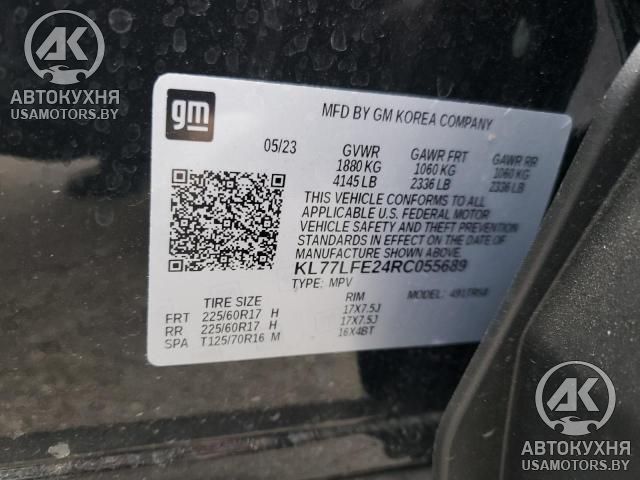 AK
АВТОКУХНЯ
USAMOTORS.BY
gm
MFD BY GM KOREA COMPANY
05/23 GVWR GAWR FRT GAWR RR
1880 KG 1060 KG 1060 KG
4145 LB 2336 LB 2336 LB
THIS VEHICLE CONFORMS TO ALL
APPLICABLE U.S. FEDERAL MOTOR
VEHICLE SAFETY AND THEFT PREVENTION
STANDARDS IN EFFECT ON THE DATE OF
MANUFACTURE SHOWN ABOVE.
KL77LFE24RC055689
TYPE: MPV MODEL:
TIRE SIZE RIM
FRT 225/60R17 H 17X7.5J
RR 225/60R17 H 17X7.5J
SPA T125/70R16 M 16X4BT
AK
АВТОКУХНЯ
USAMOTORS.BY